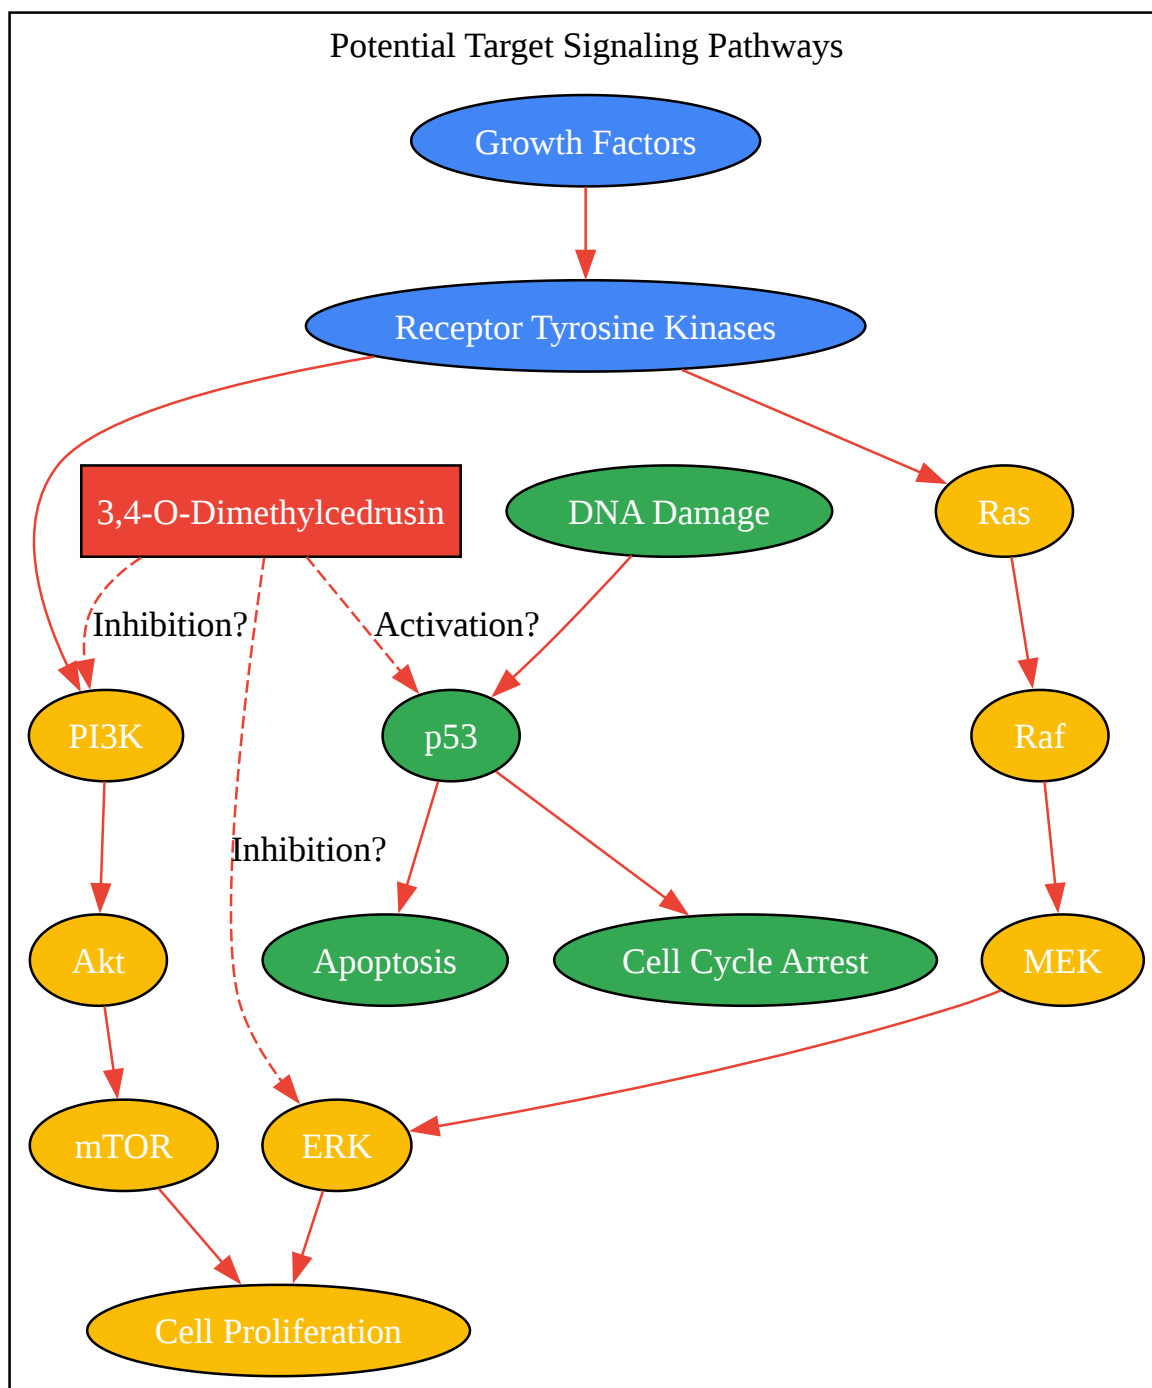 Potential Target Signaling Pathways
Growth Factors
Receptor Tyrosine Kinases
3,4-O-Dimethylcedrusin
DNA Damage
Ras
Inhibition?
Activation?
PI3K
p53
Raf
Inhibition?
Akt
Apoptosis
Cell Cycle Arrest
MEK
mTOR
ERK
Cell Proliferation